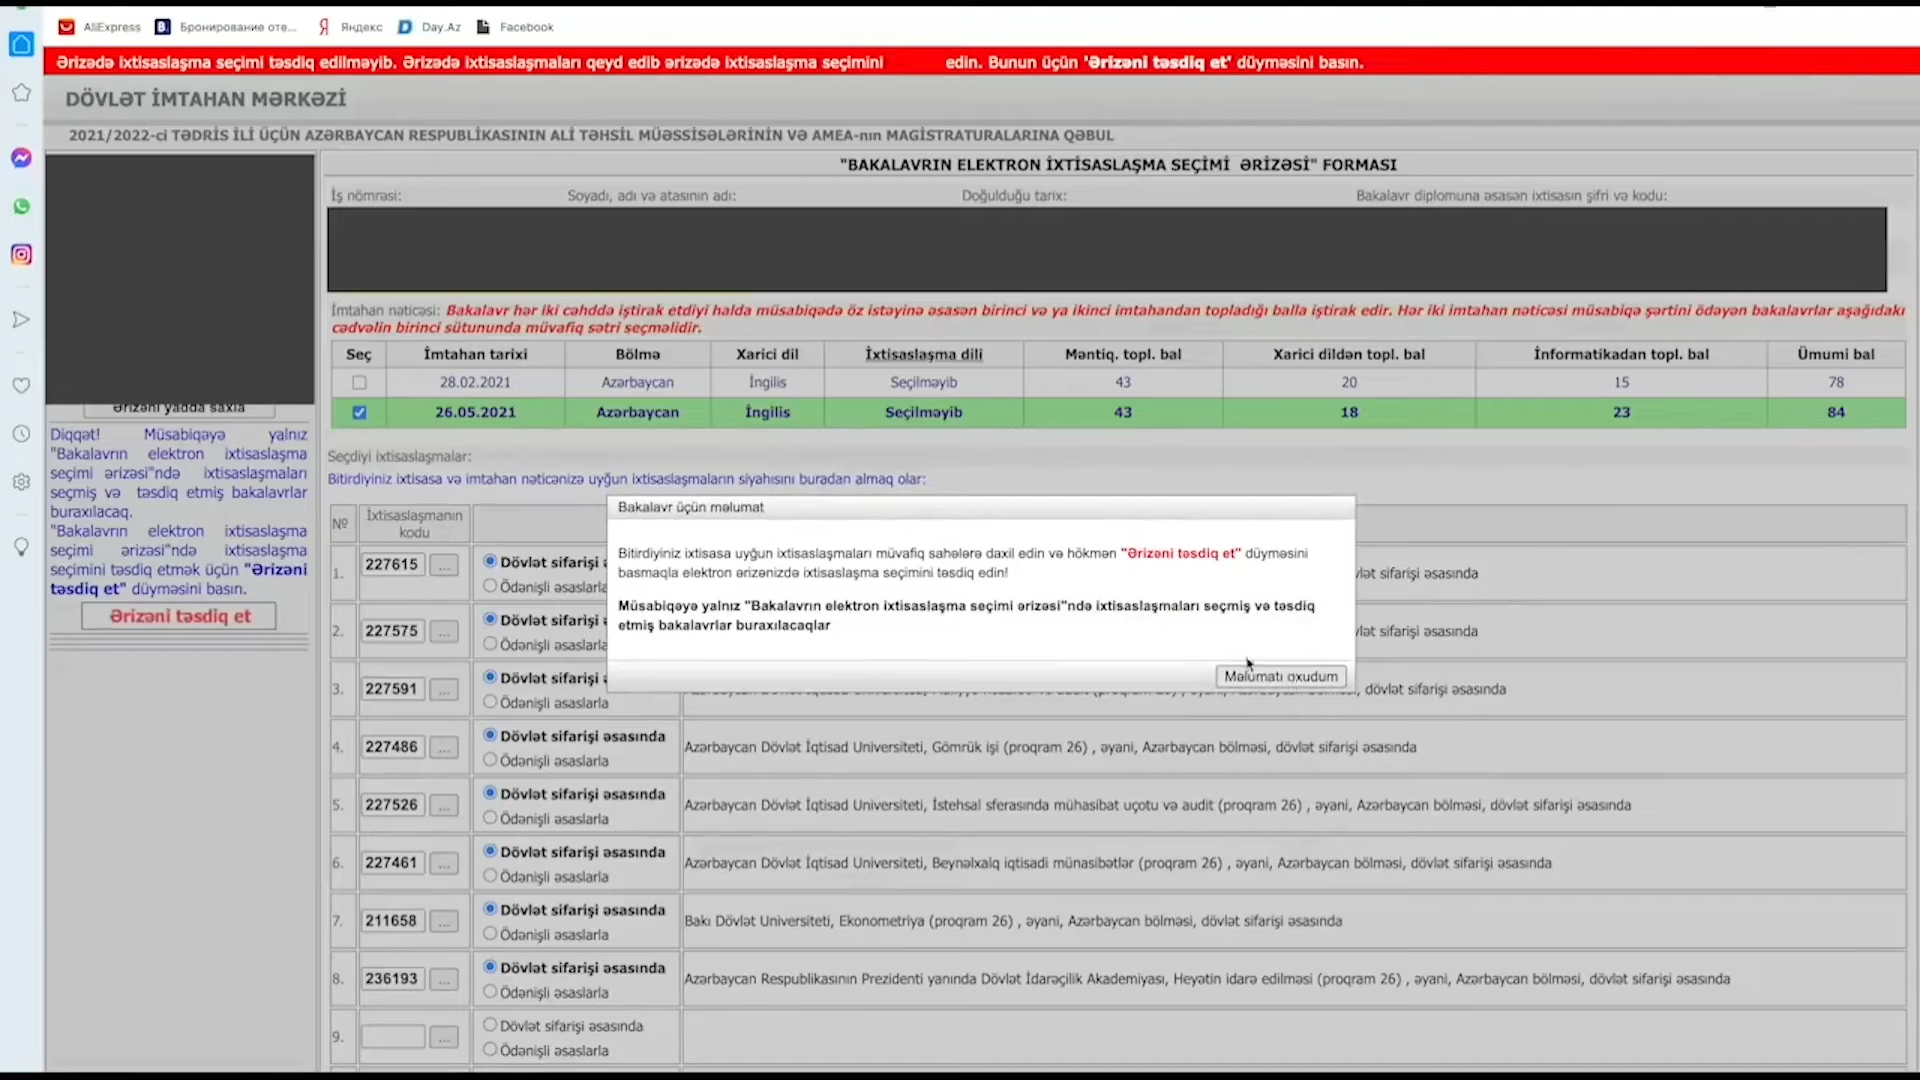 AliExpress Бронирование оте... Яндекс Day.Az Facebook
Ərizədə ixtisaslaşma seçimi təsdiq edilməyib. Ərizədə ixtisaslaşmaları qeyd edib ərizədə ixtisaslaşma seçimini edin. Bunun üçün 'Ərizəni təsdiq et' düyməsini basın.
DÖVLƏT İMTAHAN MƏRKƏZİ
2021/2022-ci TƏDRİS İLİ ÜÇÜN AZƏRBAYCAN RESPUBLİKASININ ALİ TƏHSİL MÜƏSSİSƏLƏRİNİN VƏ AMEA-nın MAGİSTRATURALARINA QƏBUL
"BAKALAVRIN ELEKTRON İXTİSASLAŞMA SEÇİMİ ƏRİZƏSİ" FORMASI
İş nömrəsi: Soyadı, adı və atasının adı: Doğulduğu tarix: Bakalavr diplomuna əsasən ixtisasın şifri və kodu:
İmtahan nəticəsi: Bakalavr hər iki cəhddə iştirak etdiyi halda müsabiqədə öz istəyinə əsasən birinci və ya ikinci imtahandan topladığı balla iştirak edir. Hər iki imtahan nəticəsi müsabiqə şərtini ödəyən bakalavrlar aşağıdakı
cədvəlin birinci sütununda müvafiq sətri seçməlidir.
Seç İmtahan tarixi Bölmə Xarici dil İxtisaslaşma dili Məntiq. topl. bal Xarici dildən topl. bal İnformatikadan topl. bal Ümumi bal
28.02.2021 Azərbaycan İngilis Seçilməyib 43 20 15 78
26.05.2021 Azərbaycan İngilis Seçilməyib 43 18 23 84
Ərizəni yadda saxla
Diqqət! Müsabiqəyə yalnız
"Bakalavrın elektron ixtisaslaşma
seçimi ərizəsi"ndə ixtisaslaşmaları
seçmiş və təsdiq etmiş bakalavrlar
buraxılacaq.
"Bakalavrın elektron ixtisaslaşma
seçimi ərizəsi"ndə ixtisaslaşma
seçimini təsdiq etmək üçün "Ərizəni
təsdiq et" düyməsini basın.
Ərizəni təsdiq et
Seçdiyi ixtisaslaşmalar:
Bitirdiyiniz ixtisasa və imtahan nəticənizə uyğun ixtisaslaşmaların siyahısını buradan almaq olar:
Bakalavr üçün məlumat
Bitirdiyiniz ixtisasa uyğun ixtisaslaşmaları müvafiq sahələrə daxil edin və hökmən "Ərizəni təsdiq et" düyməsini
basmaqla elektron ərizənizdə ixtisaslaşma seçimini təsdiq edin!
Müsabiqəyə yalnız "Bakalavrın elektron ixtisaslaşma seçimi ərizəsi"ndə ixtisaslaşmaları seçmiş və təsdiq
etmiş bakalavrlar buraxılacaqlar
Məlumatı oxudum
№ İxtisaslaşmanın
kodu
1. 227615 ... Dövlət sifarişi sifarişi əsasında
Ödənişli əsaslarla
2. 227575 ... Dövlət sifarişi sifarişi əsasında
Ödənişli əsaslarla
3. 227591 ... Dövlət sifarişi dövlət sifarişi əsasında
Ödənişli əsaslarla
4. 227486 ... Dövlət sifarişi əsasında Azərbaycan Dövlət İqtisad Universiteti, Gömrük işi (proqram 26) , əyani, Azərbaycan bölməsi, dövlət sifarişi əsasında
Ödənişli əsaslarla
5. 227526 ... Dövlət sifarişi əsasında Azərbaycan Dövlət İqtisad Universiteti, İstehsal sferasında mühasibat uçotu və audit (proqram 26) , əyani, Azərbaycan bölməsi, dövlət sifarişi əsasında
Ödənişli əsaslarla
6. 227461 ... Dövlət sifarişi əsasında Azərbaycan Dövlət İqtisad Universiteti, Beynəlxalq iqtisadi münasibətlər (proqram 26) , əyani, Azərbaycan bölməsi, dövlət sifarişi əsasında
Ödənişli əsaslarla
7. 211658 ... Dövlət sifarişi əsasında Bakı Dövlət Universiteti, Ekonometriya (proqram 26) , əyani, Azərbaycan bölməsi, dövlət sifarişi əsasında
Ödənişli əsaslarla
8. 236193 ... Dövlət sifarişi əsasında Azərbaycan Respublikasının Prezidenti yanında Dövlət İdarəçilik Akademiyası, Heyətin idarə edilməsi (proqram 26) , əyani, Azərbaycan bölməsi, dövlət sifarişi əsasında
Ödənişli əsaslarla
9. ... Dövlət sifarişi əsasında
Ödənişli əsaslarla